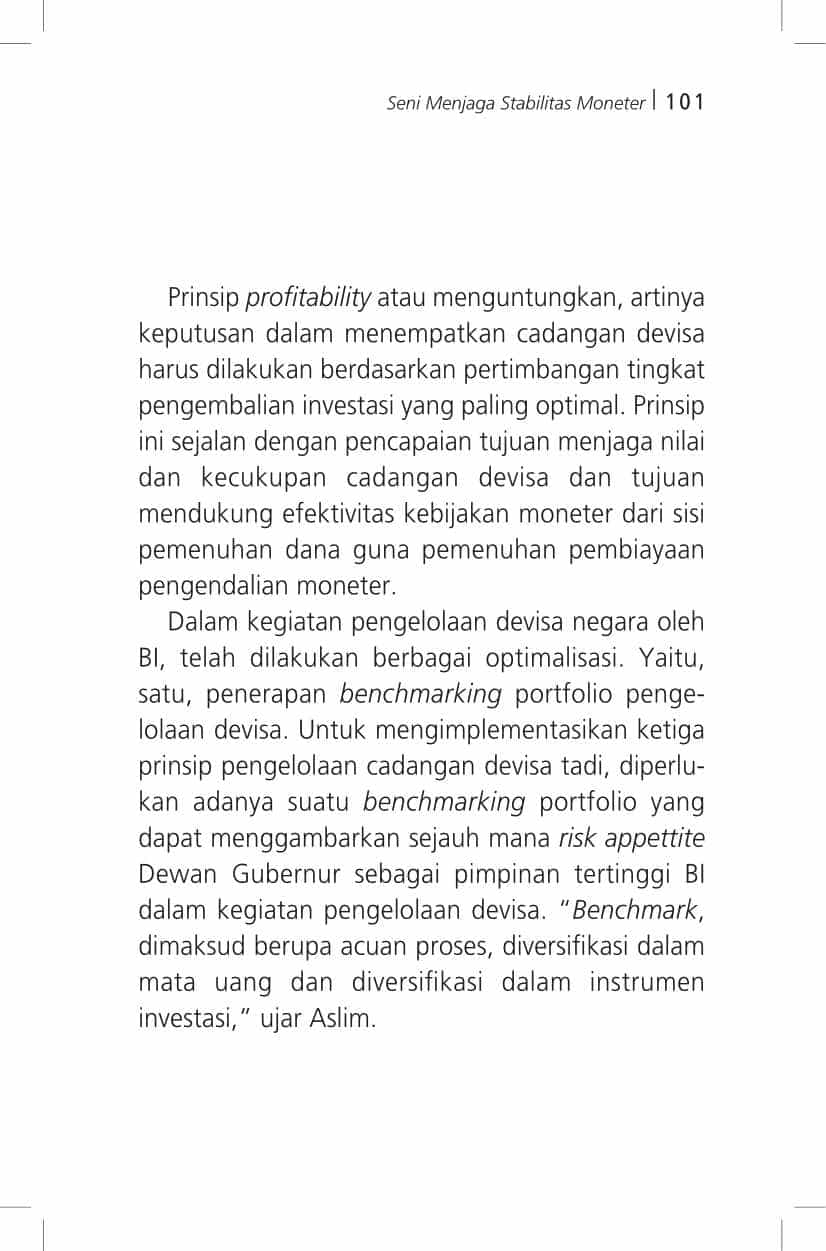 Seni Menjaga Stabilitas Moneter | 101
Prinsip profitability atau menguntungkan, artinya
keputusan dalam menempatkan cadangan devisa
harus dilakukan berdasarkan pertimbangan tingkat
pengembalian investasi yang paling optimal. Prinsip
ini sejalan dengan pencapaian tujuan menjaga nilai
dan kecukupan cadangan devisa dan tujuan
mendukung efektivitas kebijakan moneter dari sisi
pemenuhan dana guna pemenuhan pembiayaan
pengendalian moneter.
Dalam kegiatan pengelolaan devisa negara oleh
BI, telah dilakukan berbagai optimalisasi. Yaitu,
satu, penerapan benchmarking portfolio penge-
lolaan devisa. Untuk mengimplementasikan ketiga
prinsip pengelolaan cadangan devisa tadi, diperlu-
kan adanya suatu benchmarking portfolio yang
dapat menggambarkan sejauh mana risk appettite
Dewan Gubernur sebagai pimpinan tertinggi BI
dalam kegiatan pengelolaan devisa. “Benchmark,
dimaksud berupa acuan proses, diversifikasi dalam
mata uang dan diversifikasi dalam instrumen
investasi,” ujar Aslim.